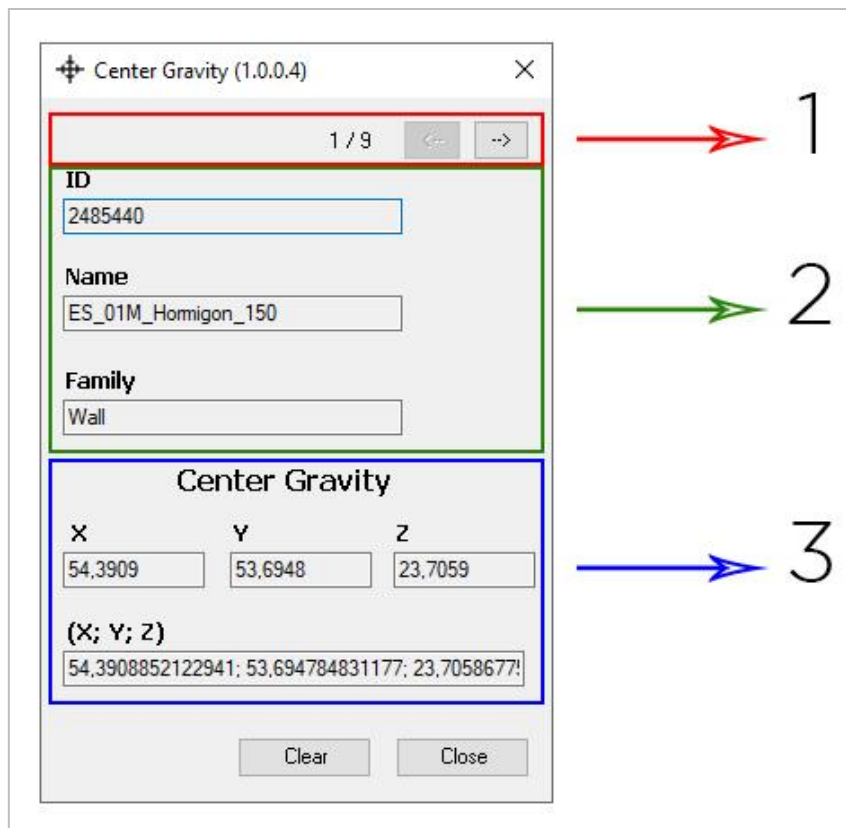 Center Gravity (1.0.0.4)
1 / 9 <-- -->
1
ID
2485440
2
Name
ES_01M_Hormigon_150
Family
Wall
Center Gravity
X Y Z
54,3909 53,6948 23,7059
3
(X; Y; Z)
54,3908852122941; 53,694784831177; 23,70586775
Clear Close